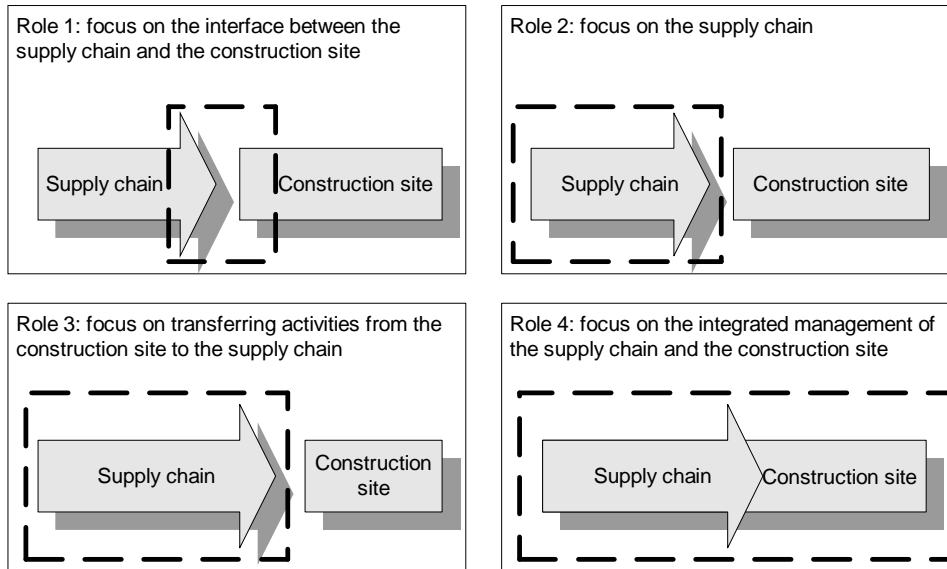 Role 1: focus on the interface between the
supply chain and the construction site
Supply chain
Construction site
Role 2: focus on the supply chain
Supply chain
Construction site
Role 3: focus on transferring activities from the
construction site to the supply chain
Supply chain
Construction
site
Role 4: focus on the integrated management of
the supply chain and the construction site
Supply chain
Construction site